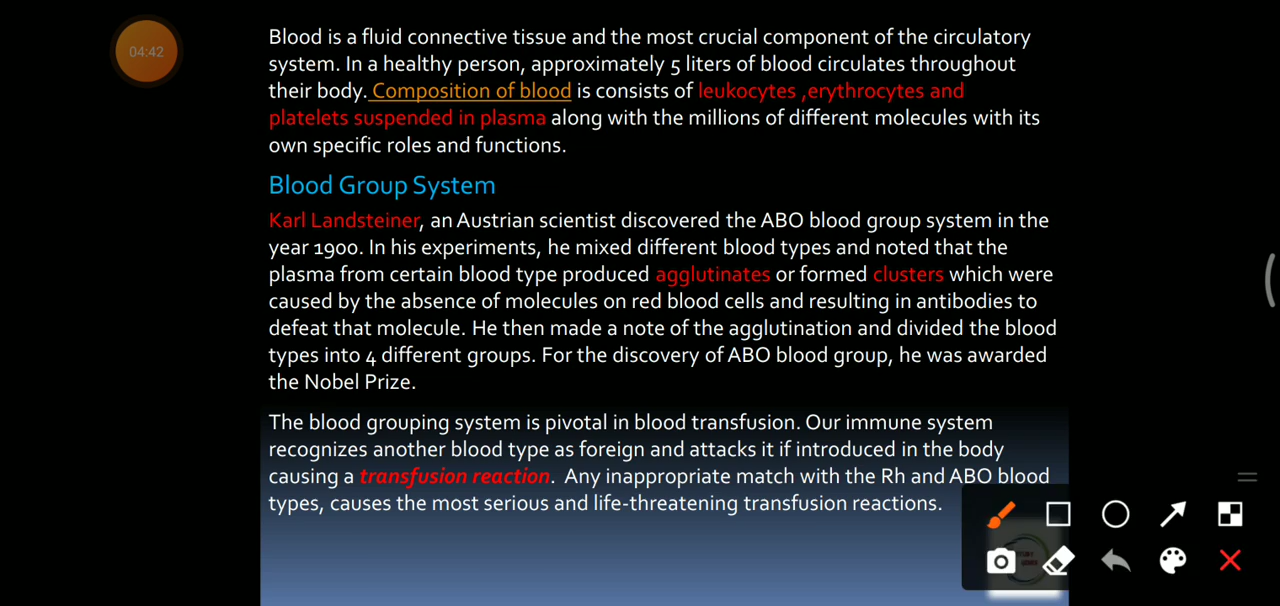 04:42
Blood is a fluid connective tissue and the most crucial component of the circulatory
system. In a healthy person, approximately 5 liters of blood circulates throughout
their body. Composition of blood is consists of leukocytes ,erythrocytes and
platelets suspended in plasma along with the millions of different molecules with its
own specific roles and functions.
Blood Group System
Karl Landsteiner, an Austrian scientist discovered the ABO blood group system in the
year 1900. In his experiments, he mixed different blood types and noted that the
plasma from certain blood type produced agglutinates or formed clusters which were
caused by the absence of molecules on red blood cells and resulting in antibodies to
defeat that molecule. He then made a note of the agglutination and divided the blood
types into 4 different groups. For the discovery of ABO blood group, he was awarded
the Nobel Prize.
The blood grouping system is pivotal in blood transfusion. Our immune system
recognizes another blood type as foreign and attacks it if introduced in the body
causing a transfusion reaction. Any inappropriate match with the Rh and ABO blood
types, causes the most serious and life-threatening transfusion reactions.